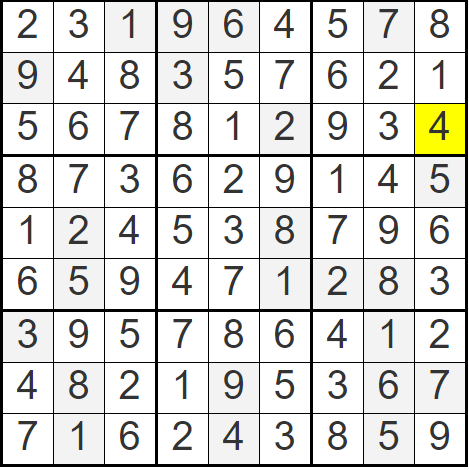 2 3 1 9 6 4 5 7 8
9 4 8 3 5 7 6 2 1
5 6 7 8 1 2 9 3 4
8 7 3 6 2 9 1 4 5
1 2 4 5 3 8 7 9 6
6 5 9 4 7 1 2 8 3
3 9 5 7 8 6 4 1 2
4 8 2 1 9 5 3 6 7
7 1 6 2 4 3 8 5 9